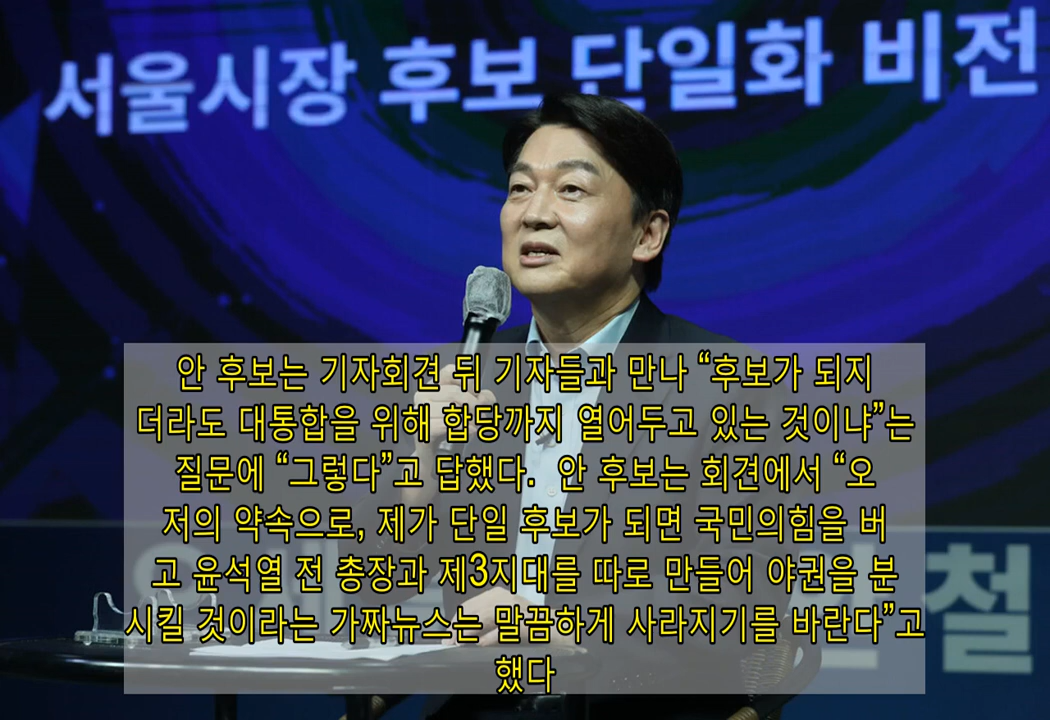 서울시장 후보 단일화 비전
안 후보는 기자회견 뒤 기자들과 만나 “후보가 되지
더라도 대통합을 위해 합당까지 열어두고 있는 것이냐”는
질문에 “그렇다”고 답했다. 안 후보는 회견에서 “오
저의 약속으로, 제가 단일 후보가 되면 국민의힘을 버
고 윤석열 전 총장과 제3지대를 따로 만들어 야권을 분
시킬 것이라는 가짜뉴스는 말끔하게 사라지기를 바란다”고
했다
철